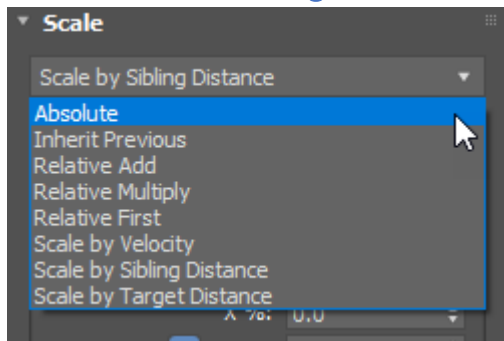 Scale
Scale by Sibling Distance
Absolute
Inherit Previous
Relative Add
Relative Multiply
Relative First
Scale by Velocity
Scale by Sibling Distance
Scale by Target Distance
X %: 0.0